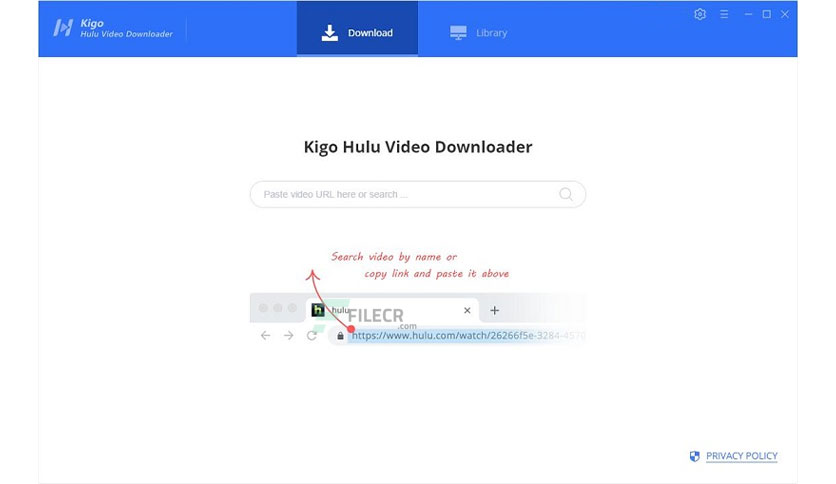 Kigo
Hulu Video Downloader
Download
Library
Kigo Hulu Video Downloader
Paste video URL here or search ...
Search video by name or
copy link and paste it above
h hulu
FILECR
.com
https://www.hulu.com/watch/26266f5e-3284-4570
PRIVACY POLICY